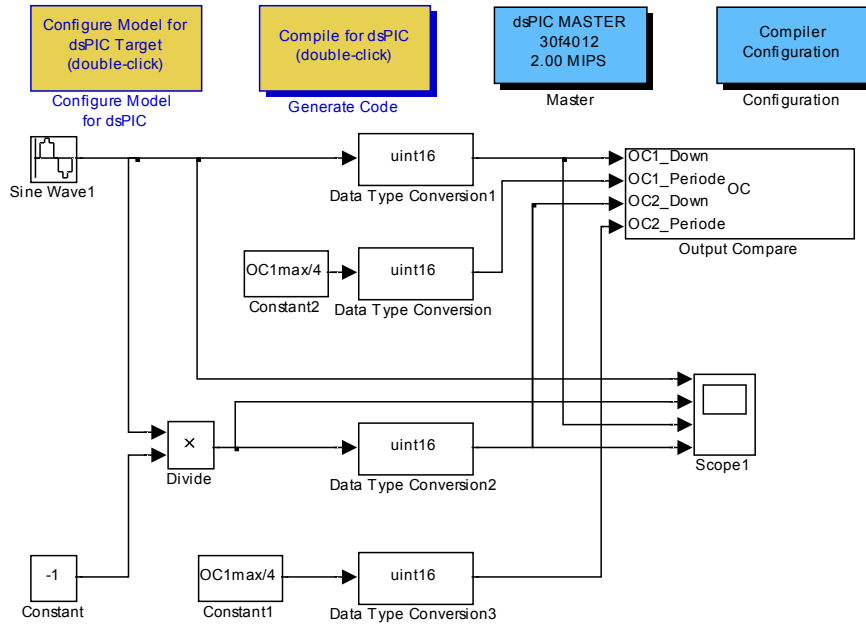 Configure Model for
dsPIC Target
(double-click)
Configure Model
for dsPIC
Compile for dsPIC
(double-click)
Generate Code
dsPIC MASTER
30f4012
2.00 MIPS
Master
Compiler
Configuration
Configuration
Sine Wave1
uint16
Data Type Conversion1
OC1_Down
OC1_Periode
OC2_Down
OC2_Periode
OC
Output Compare
OC1max/4
Constant2
uint16
Data Type Conversion
Scope1
×
Divide
uint16
Data Type Conversion2
-1
Constant
OC1max/4
Constant1
uint16
Data Type Conversion3